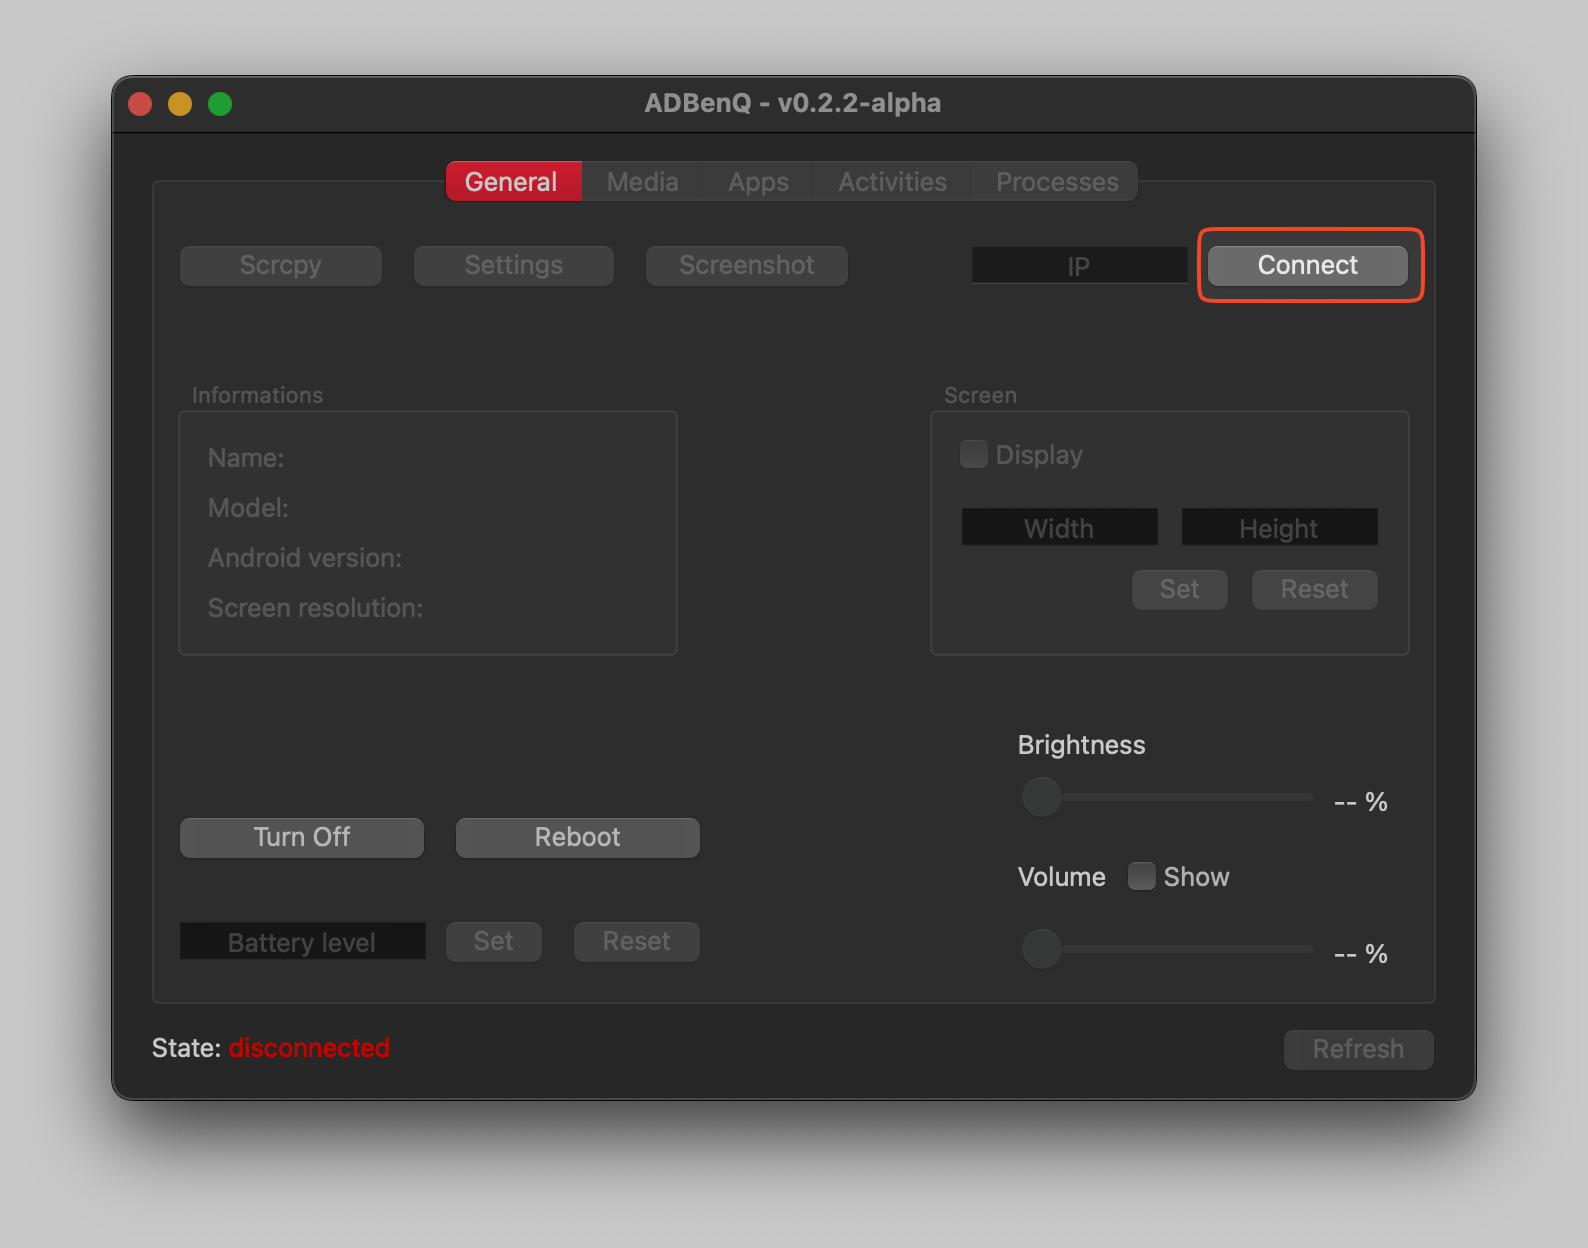 ADBenQ - v0.2.2-alpha
General Media Apps Activities Processes
Scrcpy Settings Screenshot IP Connect
Informations
Name:
Model:
Android version:
Screen resolution:
Screen
Display
Width Height
Set Reset
Brightness
-- %
Turn Off Reboot
Volume Show
-- %
Battery level Set Reset
State: disconnected
Refresh